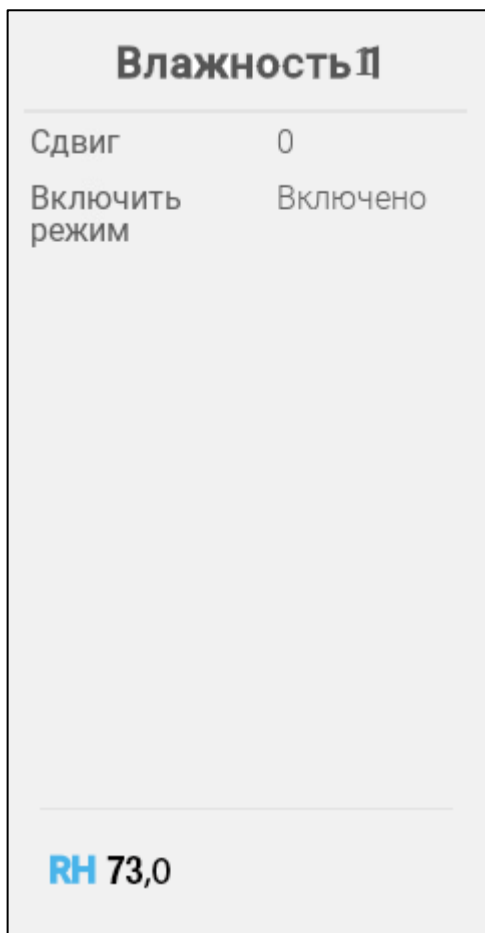 Влажность 1
Сдвиг 0
Включить Включено
режим
RH 73,0